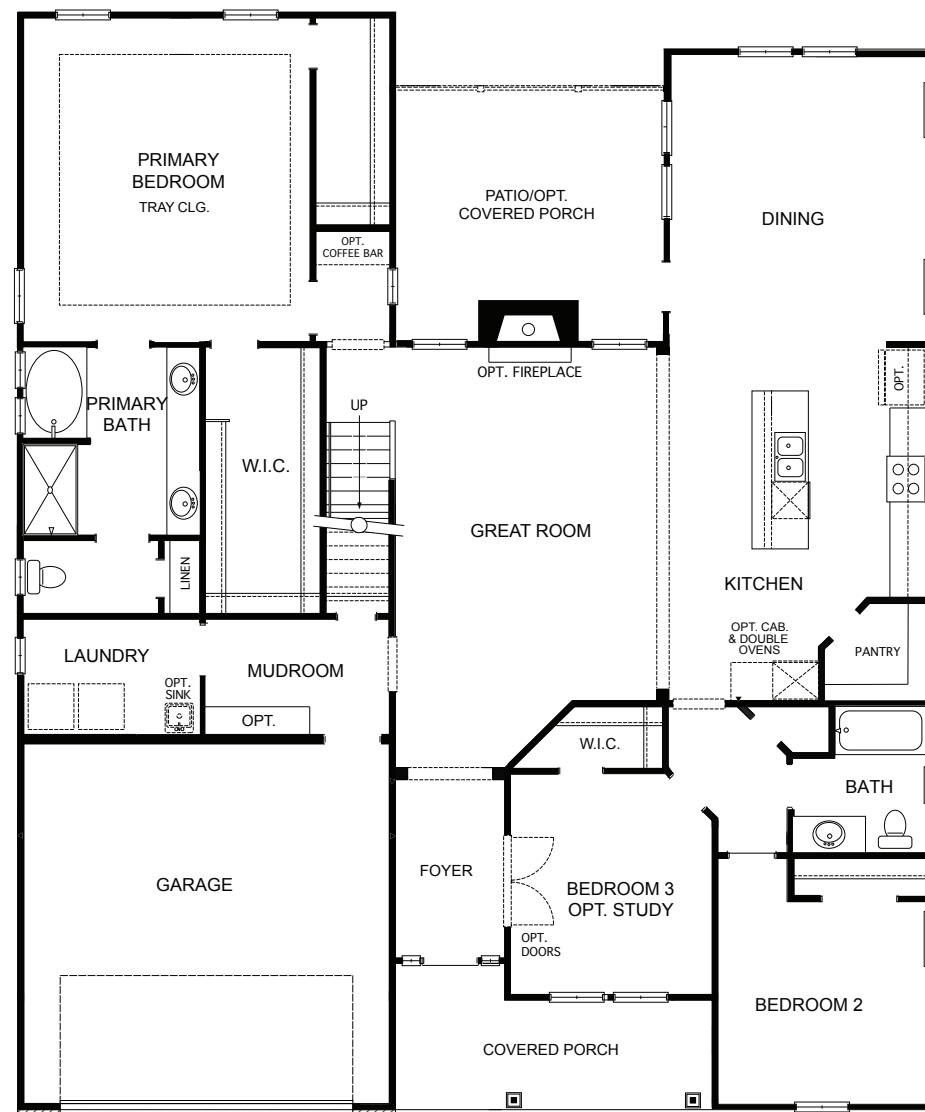 PRIMARY
BEDROOM
TRAY CLG.
PATIO/OPT.
COVERED PORCH
DINING
OPT.
COFFEE BAR
OPT. FIREPLACE
OPT.
PRIMARY
BATH
UP
W.I.C.
GREAT ROOM
LINEN
KITCHEN
OPT. CAB.
& DOUBLE
OVENS
PANTRY
LAUNDRY
MUDROOM
OPT.
SINK
OPT.
W.I.C.
BATH
GARAGE
FOYER
BEDROOM 3
OPT. STUDY
OPT.
DOORS
BEDROOM 2
COVERED PORCH